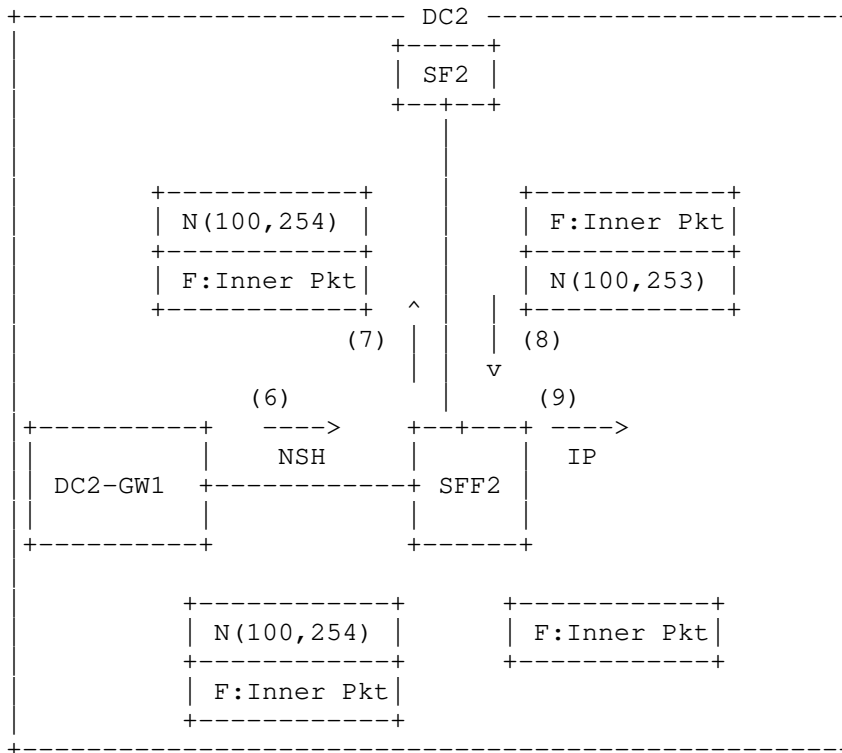 DC2
SF2
N(100,254) F:Inner Pkt
F:Inner Pkt N(100,253)
(7) (8)
(6) (9)
NSH IP
DC2-GW1 SFF2
N(100,254) F:Inner Pkt
F:Inner Pkt